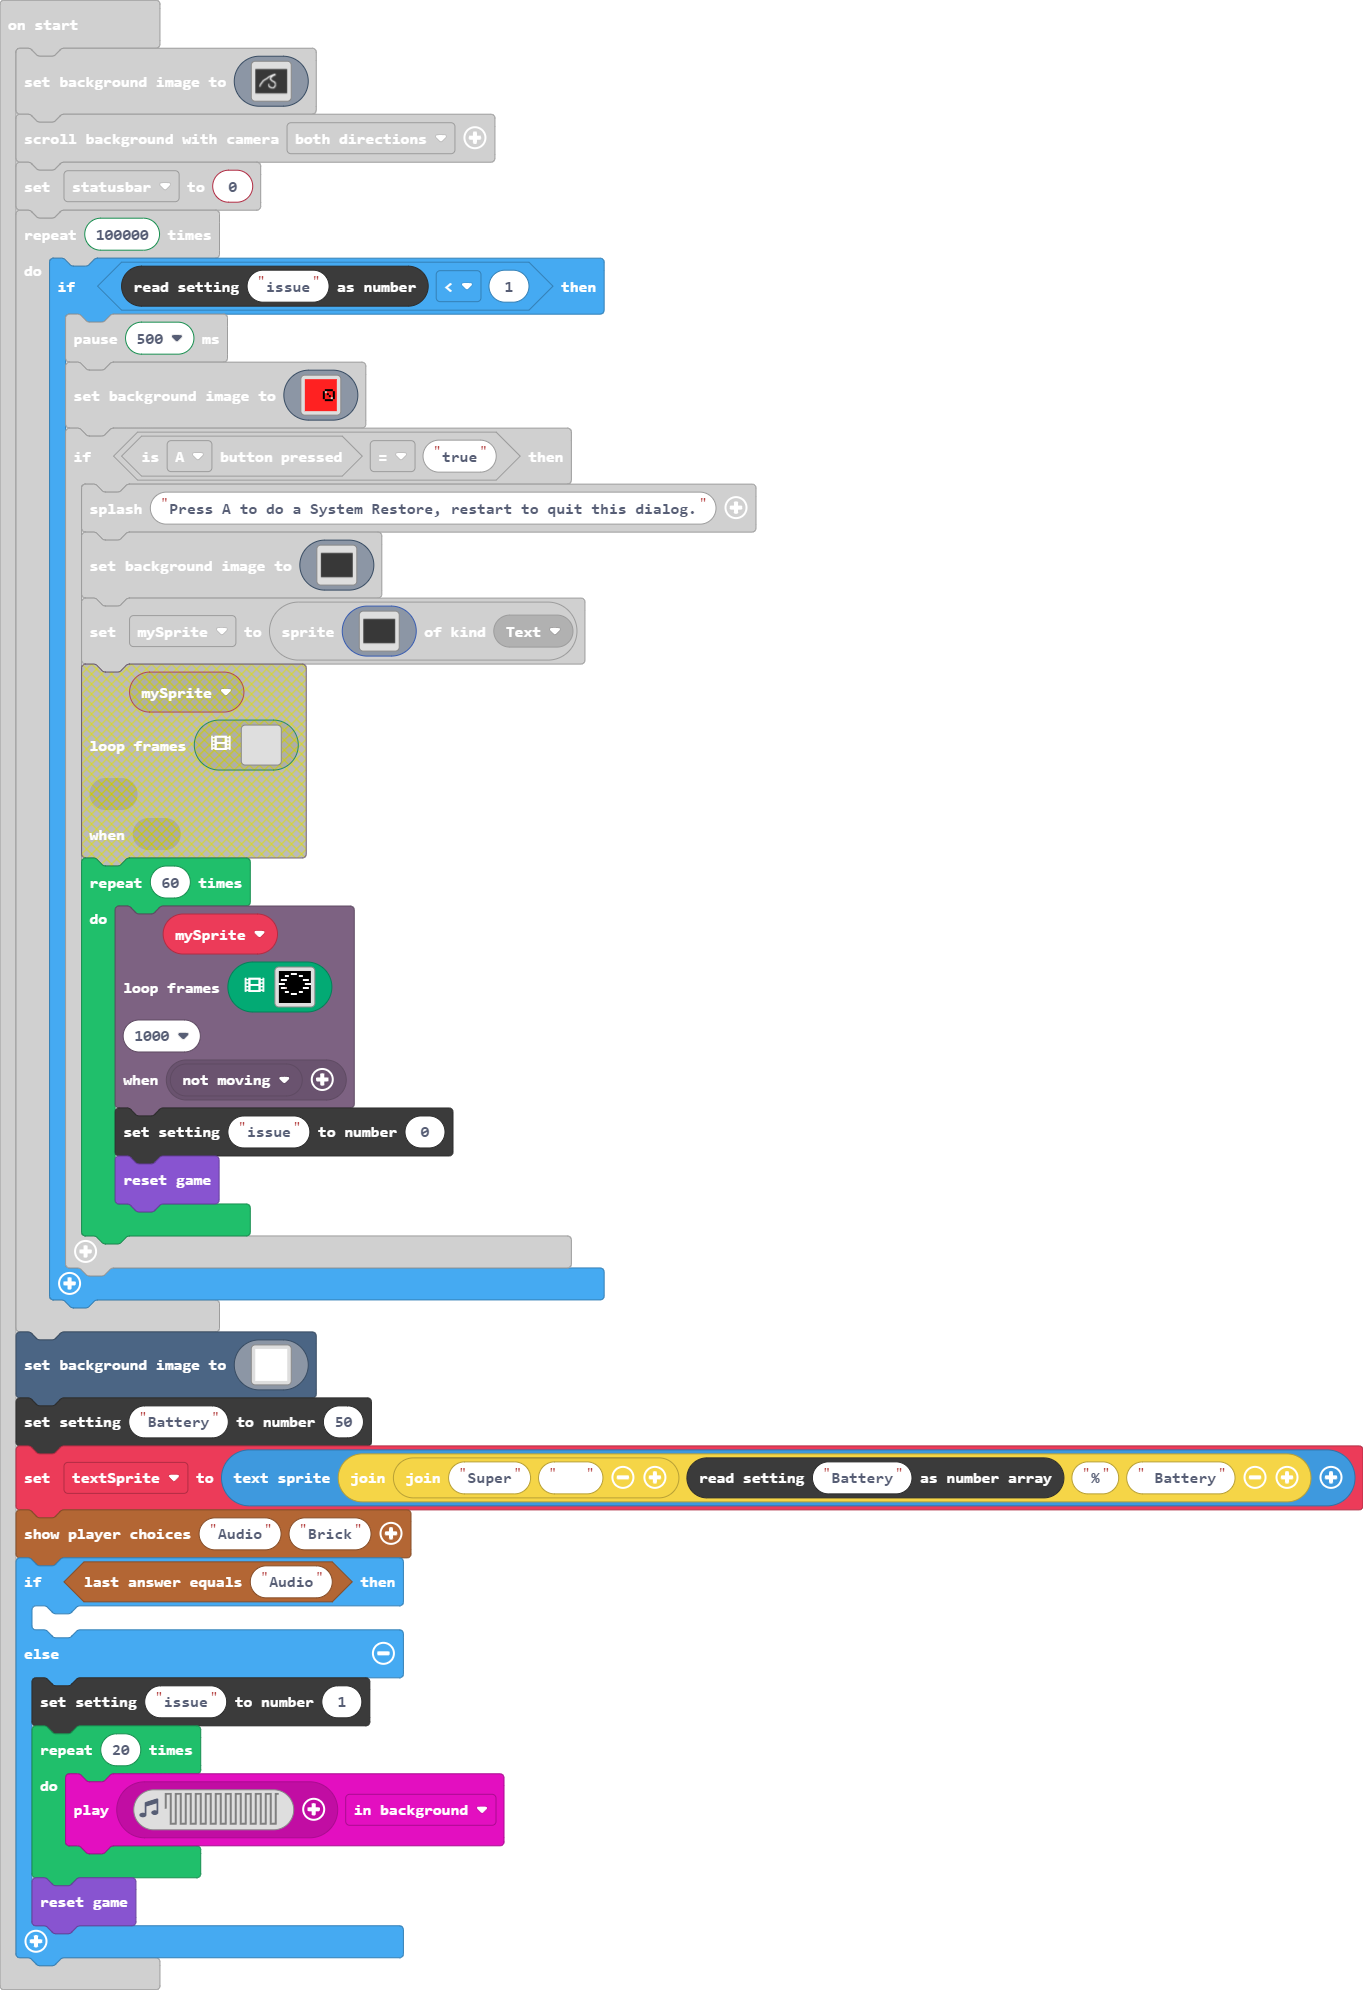 on start
set background image to
scroll background with camera both directions
set statusbar to 0
repeat 100000 times
do
if read setting "issue" as number < 1 then
pause 500 ms
set background image to
if is A button pressed = "true" then
splash "Press A to do a System Restore, restart to quit this dialog."
set background image to
set mySprite to sprite of kind Text
mySprite
loop frames
when
repeat 60 times
do
mySprite
loop frames
1000
when not moving
set setting "issue" to number 0
reset game
set background image to
set setting "Battery" to number 50
set textSprite to text sprite join join "Super" " " read setting "Battery" as number array "%" " Battery"
show player choices "Audio" "Brick"
if last answer equals "Audio" then
else
set setting "issue" to number 1
repeat 20 times
do
play in background
reset game